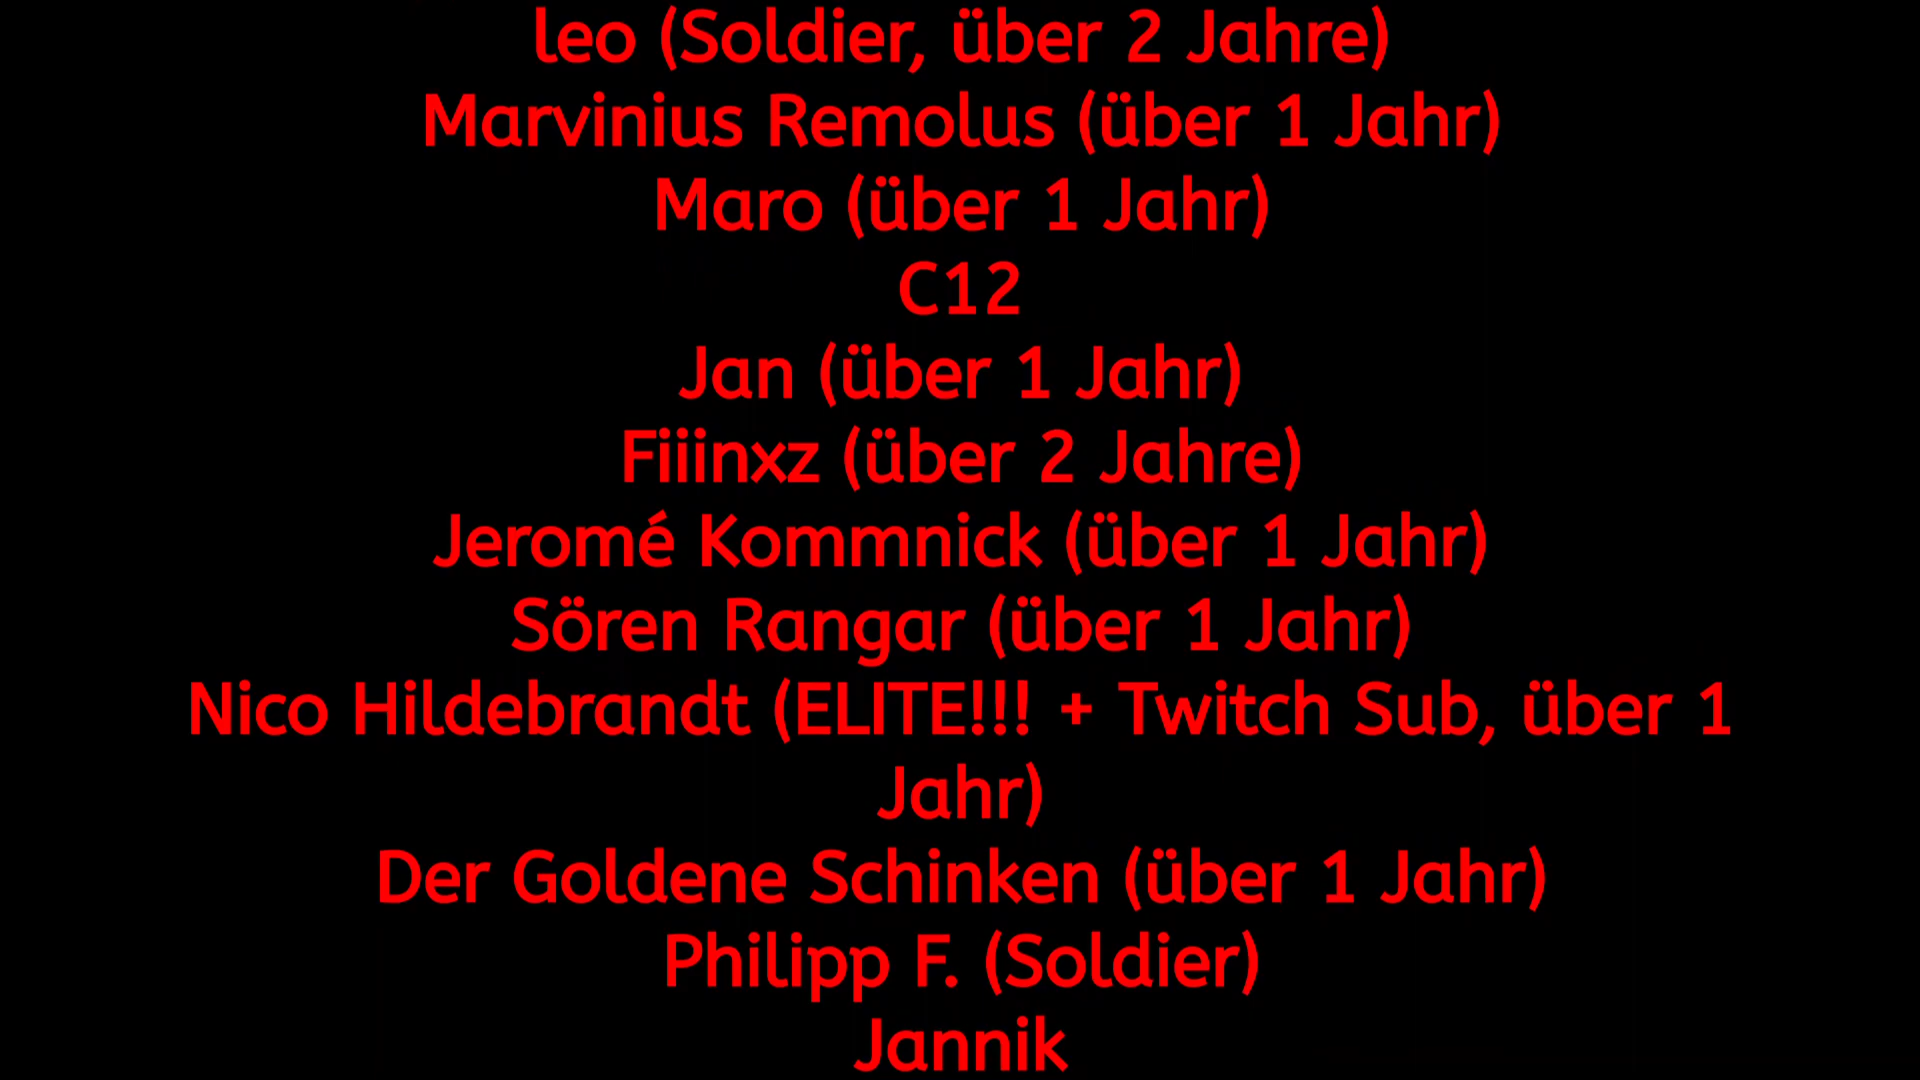 leo (Soldier, über 2 Jahre)
Marvinius Remolus (über 1 Jahr)
Maro (über 1 Jahr)
C12
Jan (über 1 Jahr)
Fiiinxz (über 2 Jahre)
Jeromé Kommnick (über 1 Jahr)
Sören Rangar (über 1 Jahr)
Nico Hildebrandt (ELITE!!! + Twitch Sub, über 1
Jahr)
Der Goldene Schinken (über 1 Jahr)
Philipp F. (Soldier)
Jannik